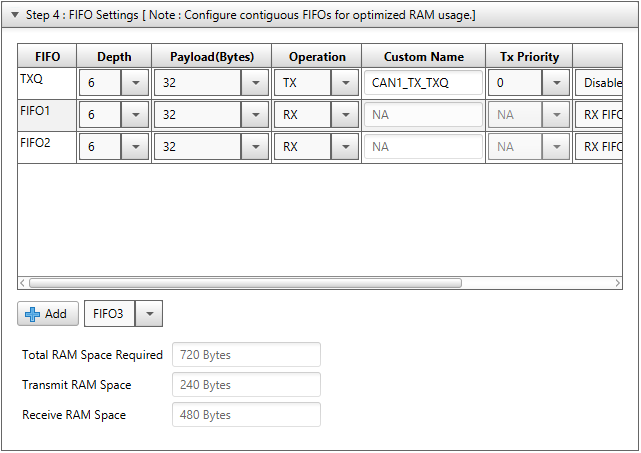 Step 4 : FIFO Settings [ Note : Configure contiguous FIFOs for optimized RAM usage.]
FIFO Depth Payload(Bytes) Operation Custom Name Tx Priority
TXQ 6 32 TX CAN1_TX_TXQ 0 Disable
FIFO1 6 32 RX NA NA RX FIFO
FIFO2 6 32 RX NA NA RX FIFO
Add FIFO3
Total RAM Space Required 720 Bytes
Transmit RAM Space 240 Bytes
Receive RAM Space 480 Bytes